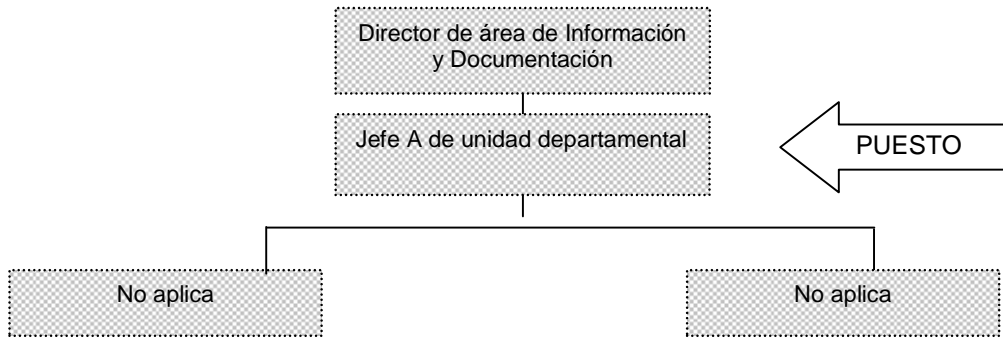 Director de área de Información
y Documentación
Jefe A de unidad departamental
PUESTO
No aplica
No aplica